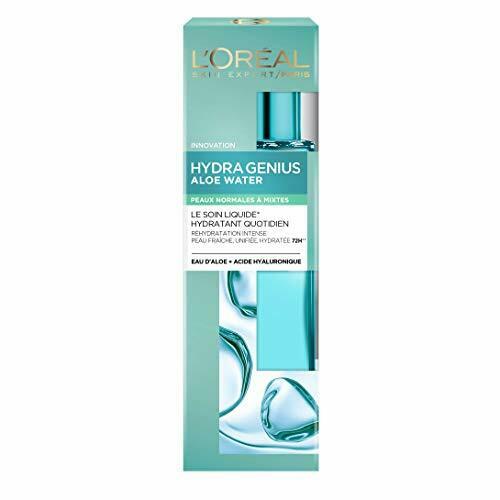 L'ORÉAL
SKIN EXPERT / PARIS
INNOVATION
HYDRA GENIUS
ALOE WATER
PEAUX NORMALES À MIXTES
LE SOIN LIQUIDE*
HYDRATANT QUOTIDIEN
RÉHYDRATATION INTENSE
PEAU FRAÎCHE, UNIFIÉE, HYDRATÉE 72H**
EAU D'ALOE + ACIDE HYALURONIQUE